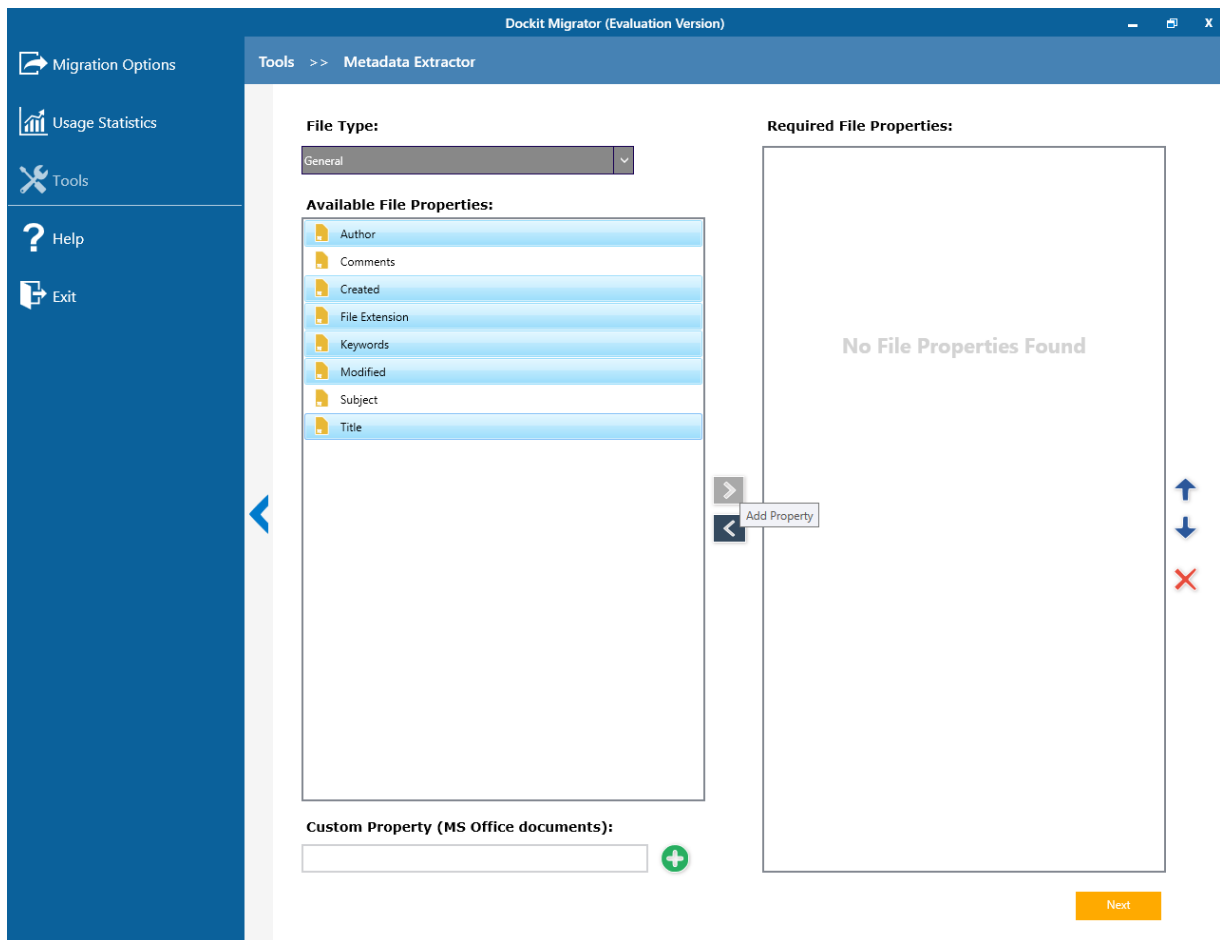 Dockit Migrator (Evaluation Version)
X
Migration Options
Usage Statistics
Tools
Help
Exit
Tools >> Metadata Extractor
File Type:
General
Available File Properties:
Author
Comments
Created
File Extension
Keywords
Modified
Subject
Title
Add Property
Custom Property (MS Office documents):
Required File Properties:
No File Properties Found
Next